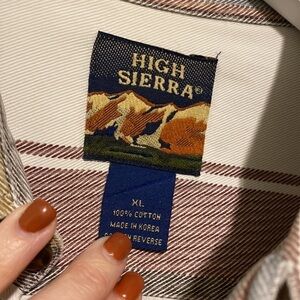 HIGH
SIERRA®
XL
100% COTTON
MADE IN KOREA
REVERSE